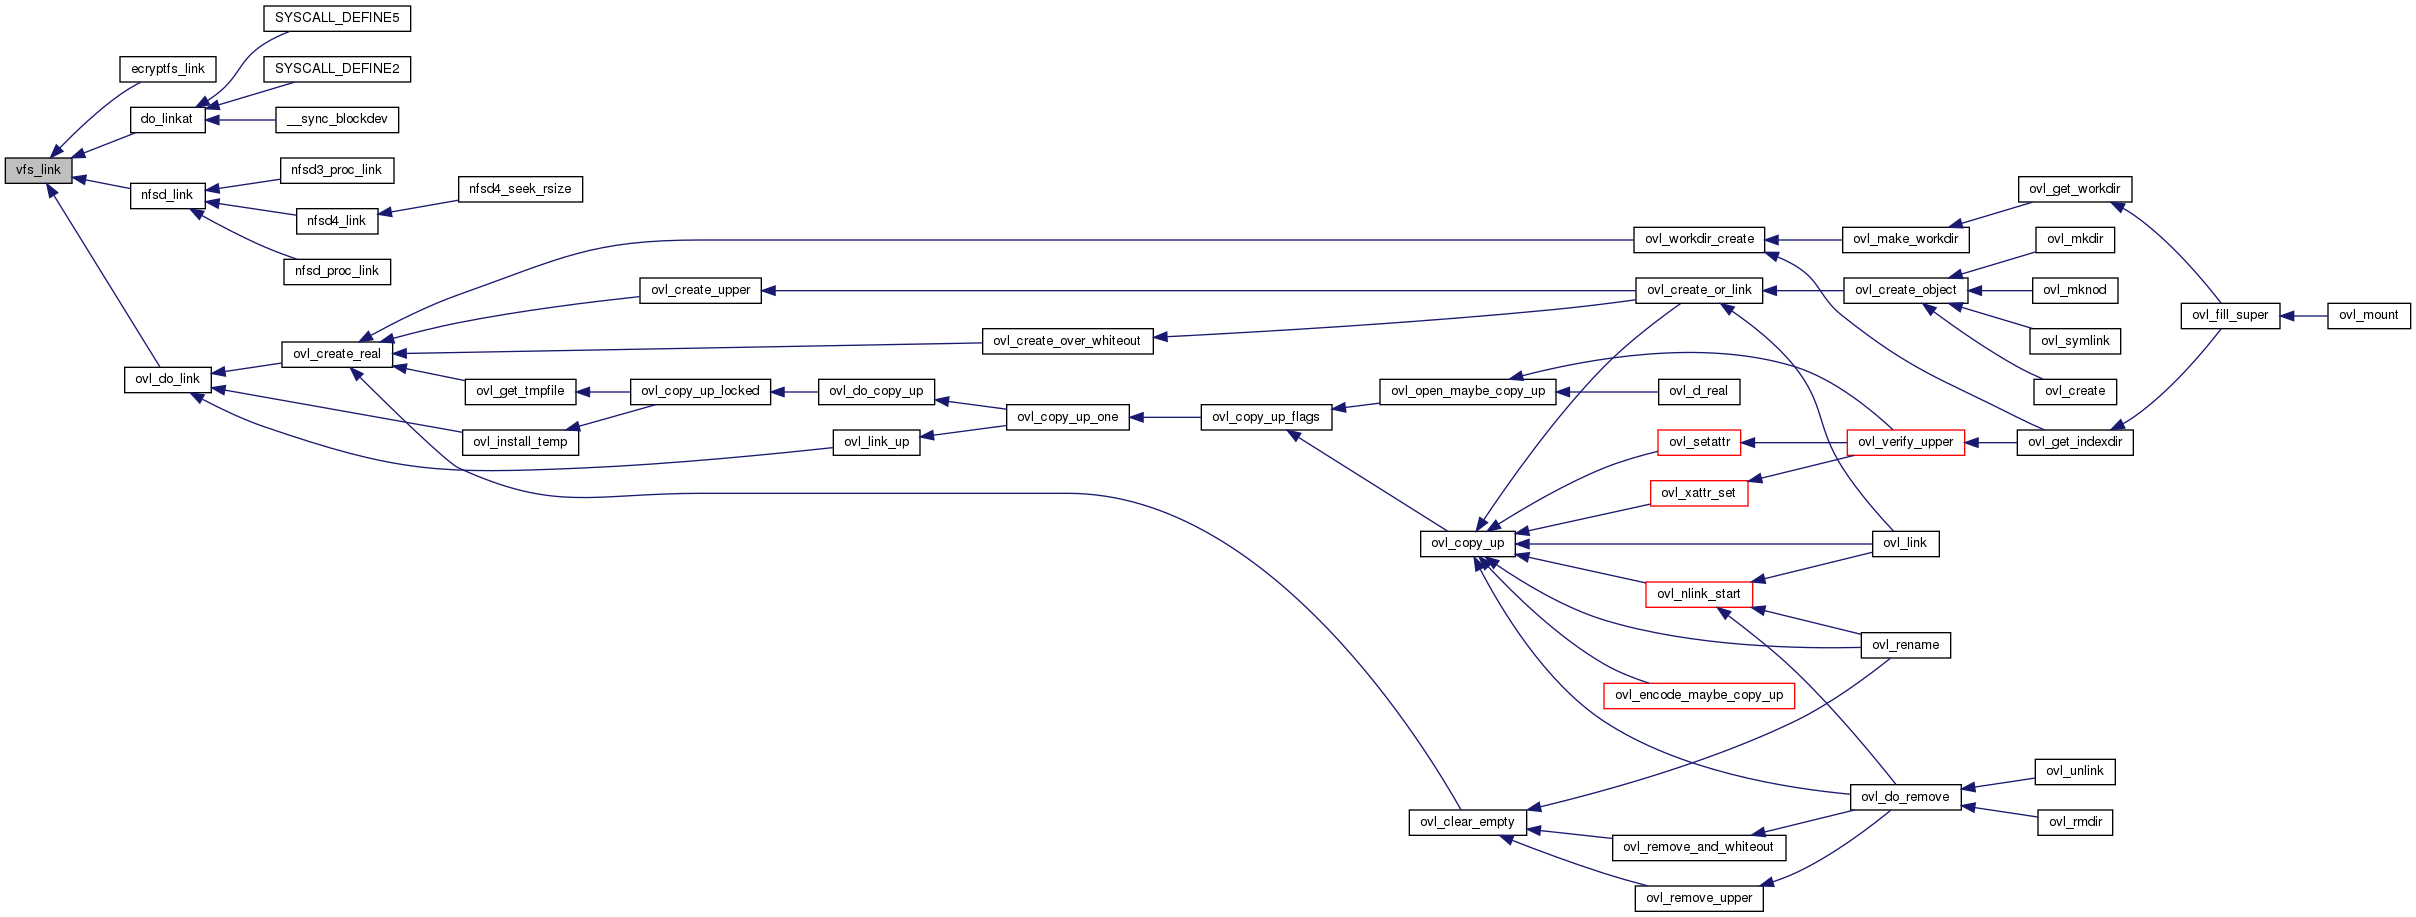 SYSCALL_DEFINE5
ecryptfs_link
SYSCALL_DEFINE2
do_linkat
__sync_blockdev
vfs_link
nfsd3_proc_link
nfsd4_seek_rsize
nfsd_link
nfsd4_link
nfsd_proc_link
ovl_get_workdir
ovl_workdir_create
ovl_make_workdir
ovl_mkdir
ovl_create_upper
ovl_create_or_link
ovl_create_object
ovl_mknod
ovl_fill_super
ovl_mount
ovl_create_over_whiteout
ovl_symlink
ovl_create_real
ovl_do_link
ovl_get_tmpfile
ovl_copy_up_locked
ovl_do_copy_up
ovl_open_maybe_copy_up
ovl_d_real
ovl_create
ovl_copy_up_one
ovl_copy_up_flags
ovl_install_temp
ovl_link_up
ovl_setattr
ovl_verify_upper
ovl_get_indexdir
ovl_xattr_set
ovl_copy_up
ovl_link
ovl_nlink_start
ovl_rename
ovl_encode_maybe_copy_up
ovl_unlink
ovl_do_remove
ovl_clear_empty
ovl_rmdir
ovl_remove_and_whiteout
ovl_remove_upper